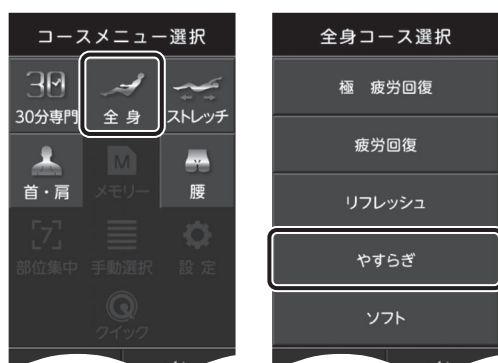 コースメニュー選択
30
30分専門 全身 ストレッチ
M
首・肩 メモリー 腰
[7]
部位集中 手動選択 設定
クイック
全身コース選択
極 疲労回復
疲労回復
リフレッシュ
やすらぎ
ソフト